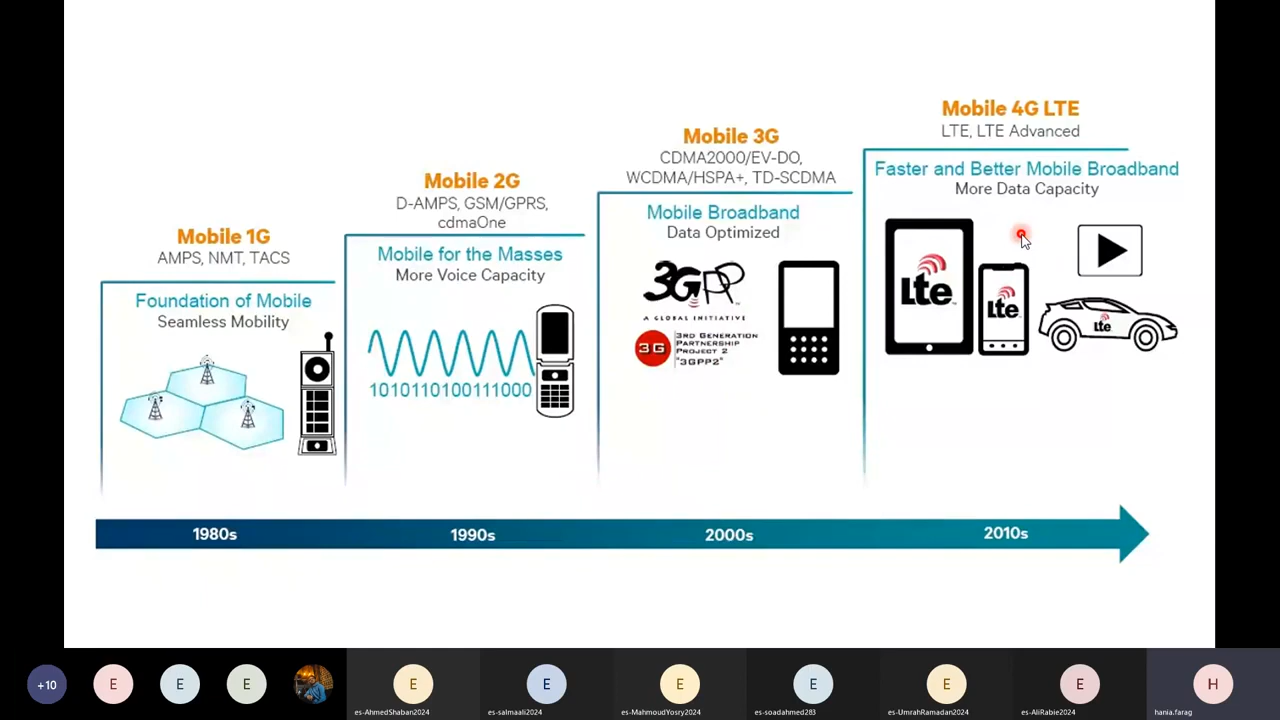 Mobile 1G
AMPS, NMT, TACS
Foundation of Mobile
Seamless Mobility
Mobile 2G
D-AMPS, GSM/GPRS,
cdmaOne
Mobile for the Masses
More Voice Capacity
1010110100111000
Mobile 3G
CDMA2000/EV-DO,
WCDMA/HSPA+, TD-SCDMA
Mobile Broadband
Data Optimized
3GPP
A GLOBAL INITIATIVE
3G
3RD GENERATION
PARTNERSHIP
PROJECT 2
"3GPP2"
Mobile 4G LTE
LTE, LTE Advanced
Faster and Better Mobile Broadband
More Data Capacity
Lte
Lte
Lte
1980s
1990s
2000s
2010s
+10
E
E
E
E
E
E
E
E
E
H
es-AhmedShaban2024
es-salmaali2024
es-MahmoudYosry2024
es-soadahmed283
es-UmrahRamadan2024
es-AliRabie2024
hania.farag